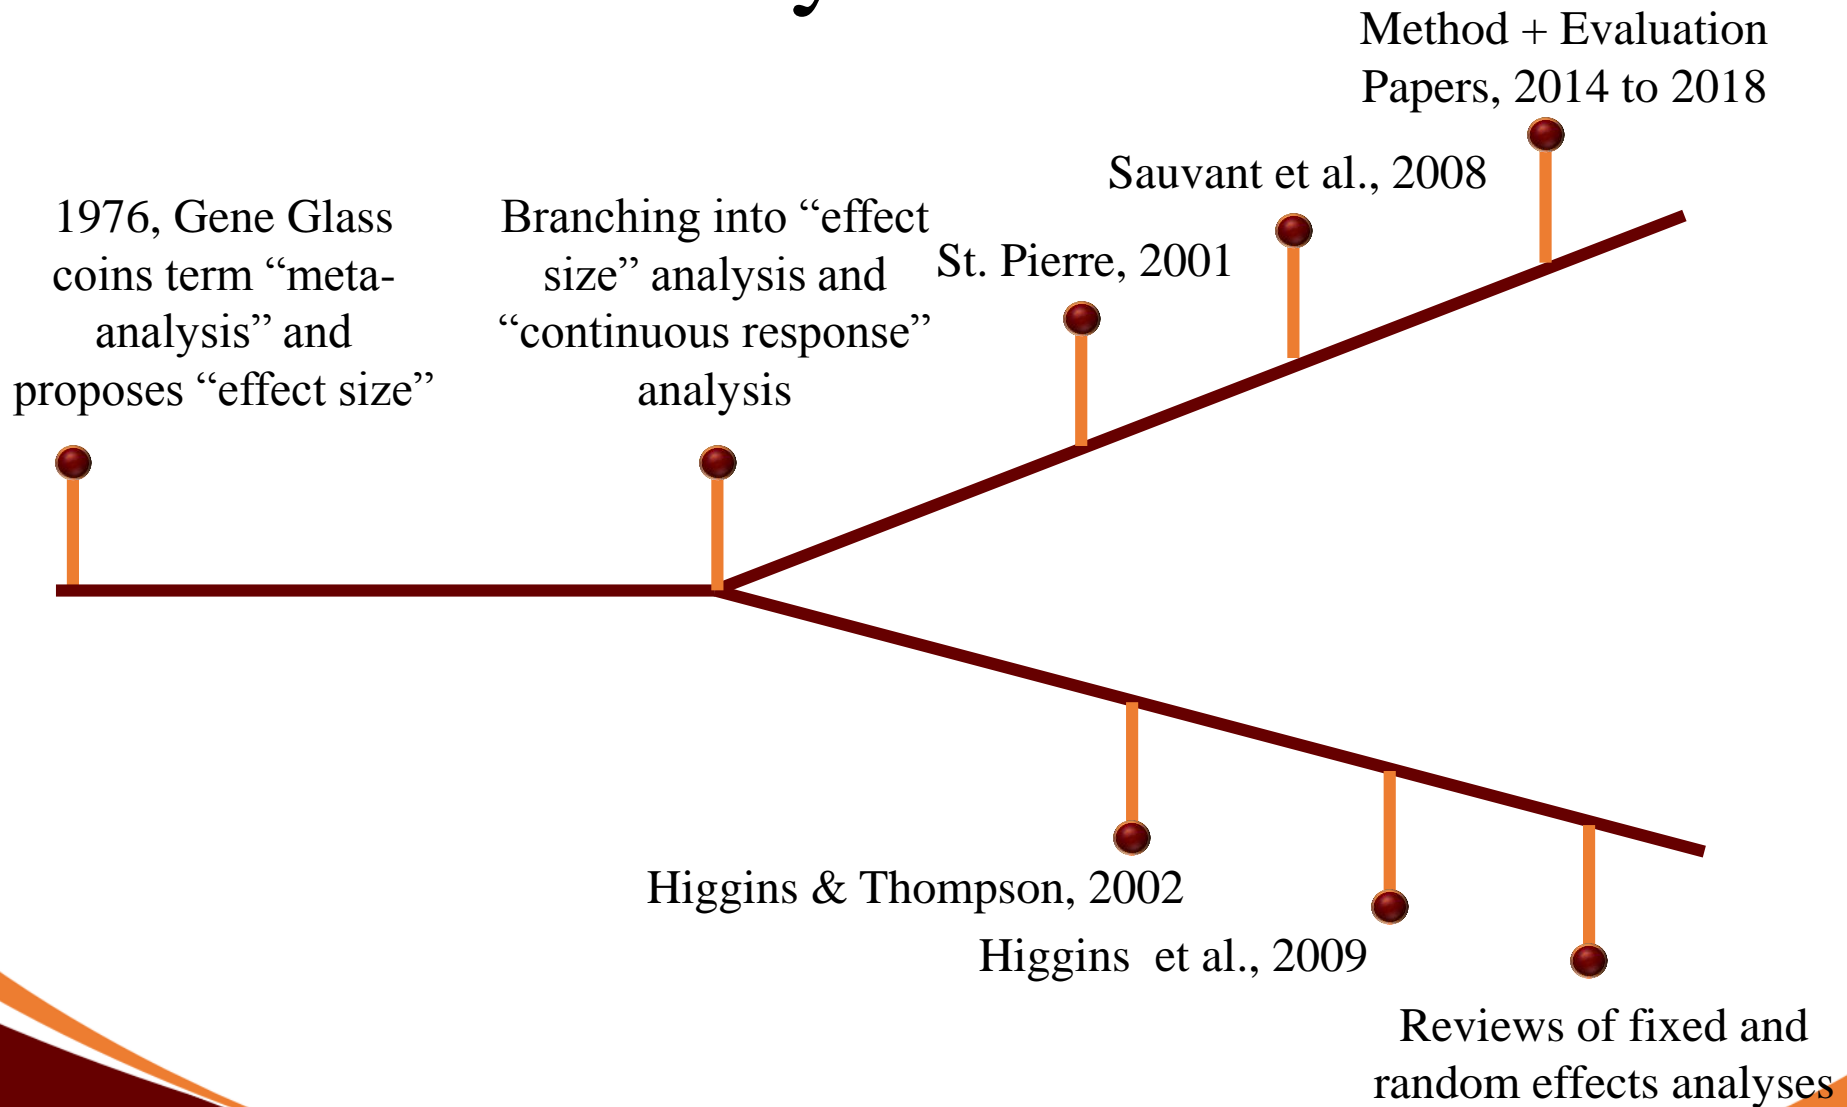 Method + Evaluation
Papers, 2014 to 2018
Sauvant et al., 2008
St. Pierre, 2001
1976, Gene Glass
coins term “meta-
analysis” and
proposes “effect size”
Branching into “effect
size” analysis and
“continuous response”
analysis
Higgins & Thompson, 2002
Higgins  et al., 2009
Reviews of fixed and
random effects analyses